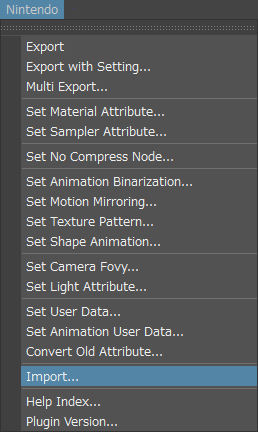 Nintendo
Export
Export with Setting...
Multi Export...
Set Material Attribute...
Set Sampler Attribute...
Set No Compress Node...
Set Animation Binarization...
Set Motion Mirroring...
Set Texture Pattern...
Set Shape Animation...
Set Camera Fovy...
Set Light Attribute...
Set User Data...
Set Animation User Data...
Convert Old Attribute...
Import...
Help Index...
Plugin Version...